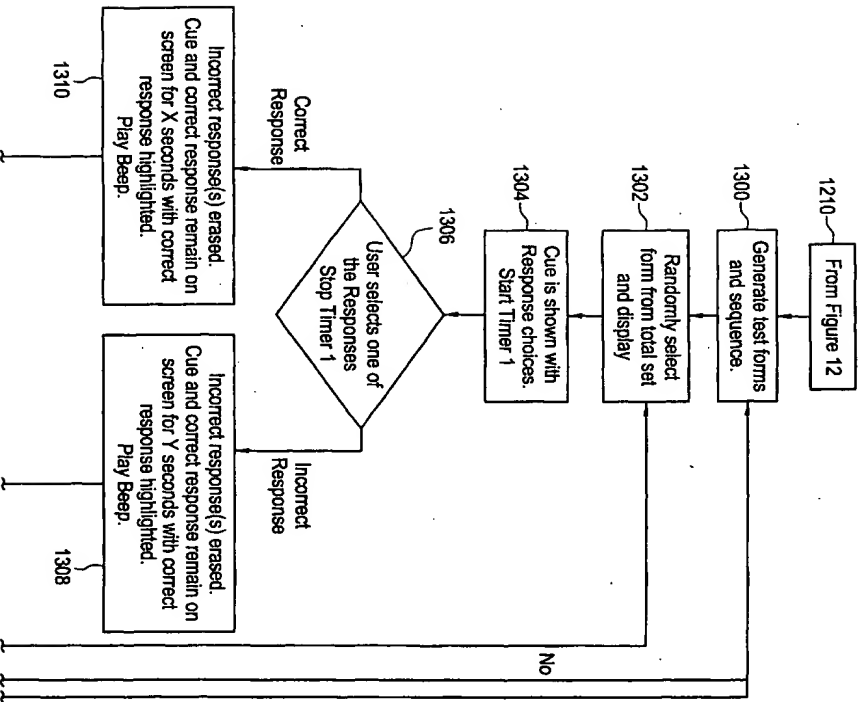 1210
From Figure 12
1300
Generate test forms
and sequence.
1302
Randomly select
form from total set
and display
1304
Cue is shown with
Response choices.
Start Timer 1
1306
User selects one of
the Responses
Stop Timer 1
Correct
Response
Incorrect
Response
Incorrect response(s) erased.
Cue and correct response remain on
screen for X seconds with correct
response highlighted.
Play Beep.
1310
Incorrect response(s) erased.
Cue and correct response remain on
screen for Y seconds with correct
response highlighted.
Play Beep.
1308
No